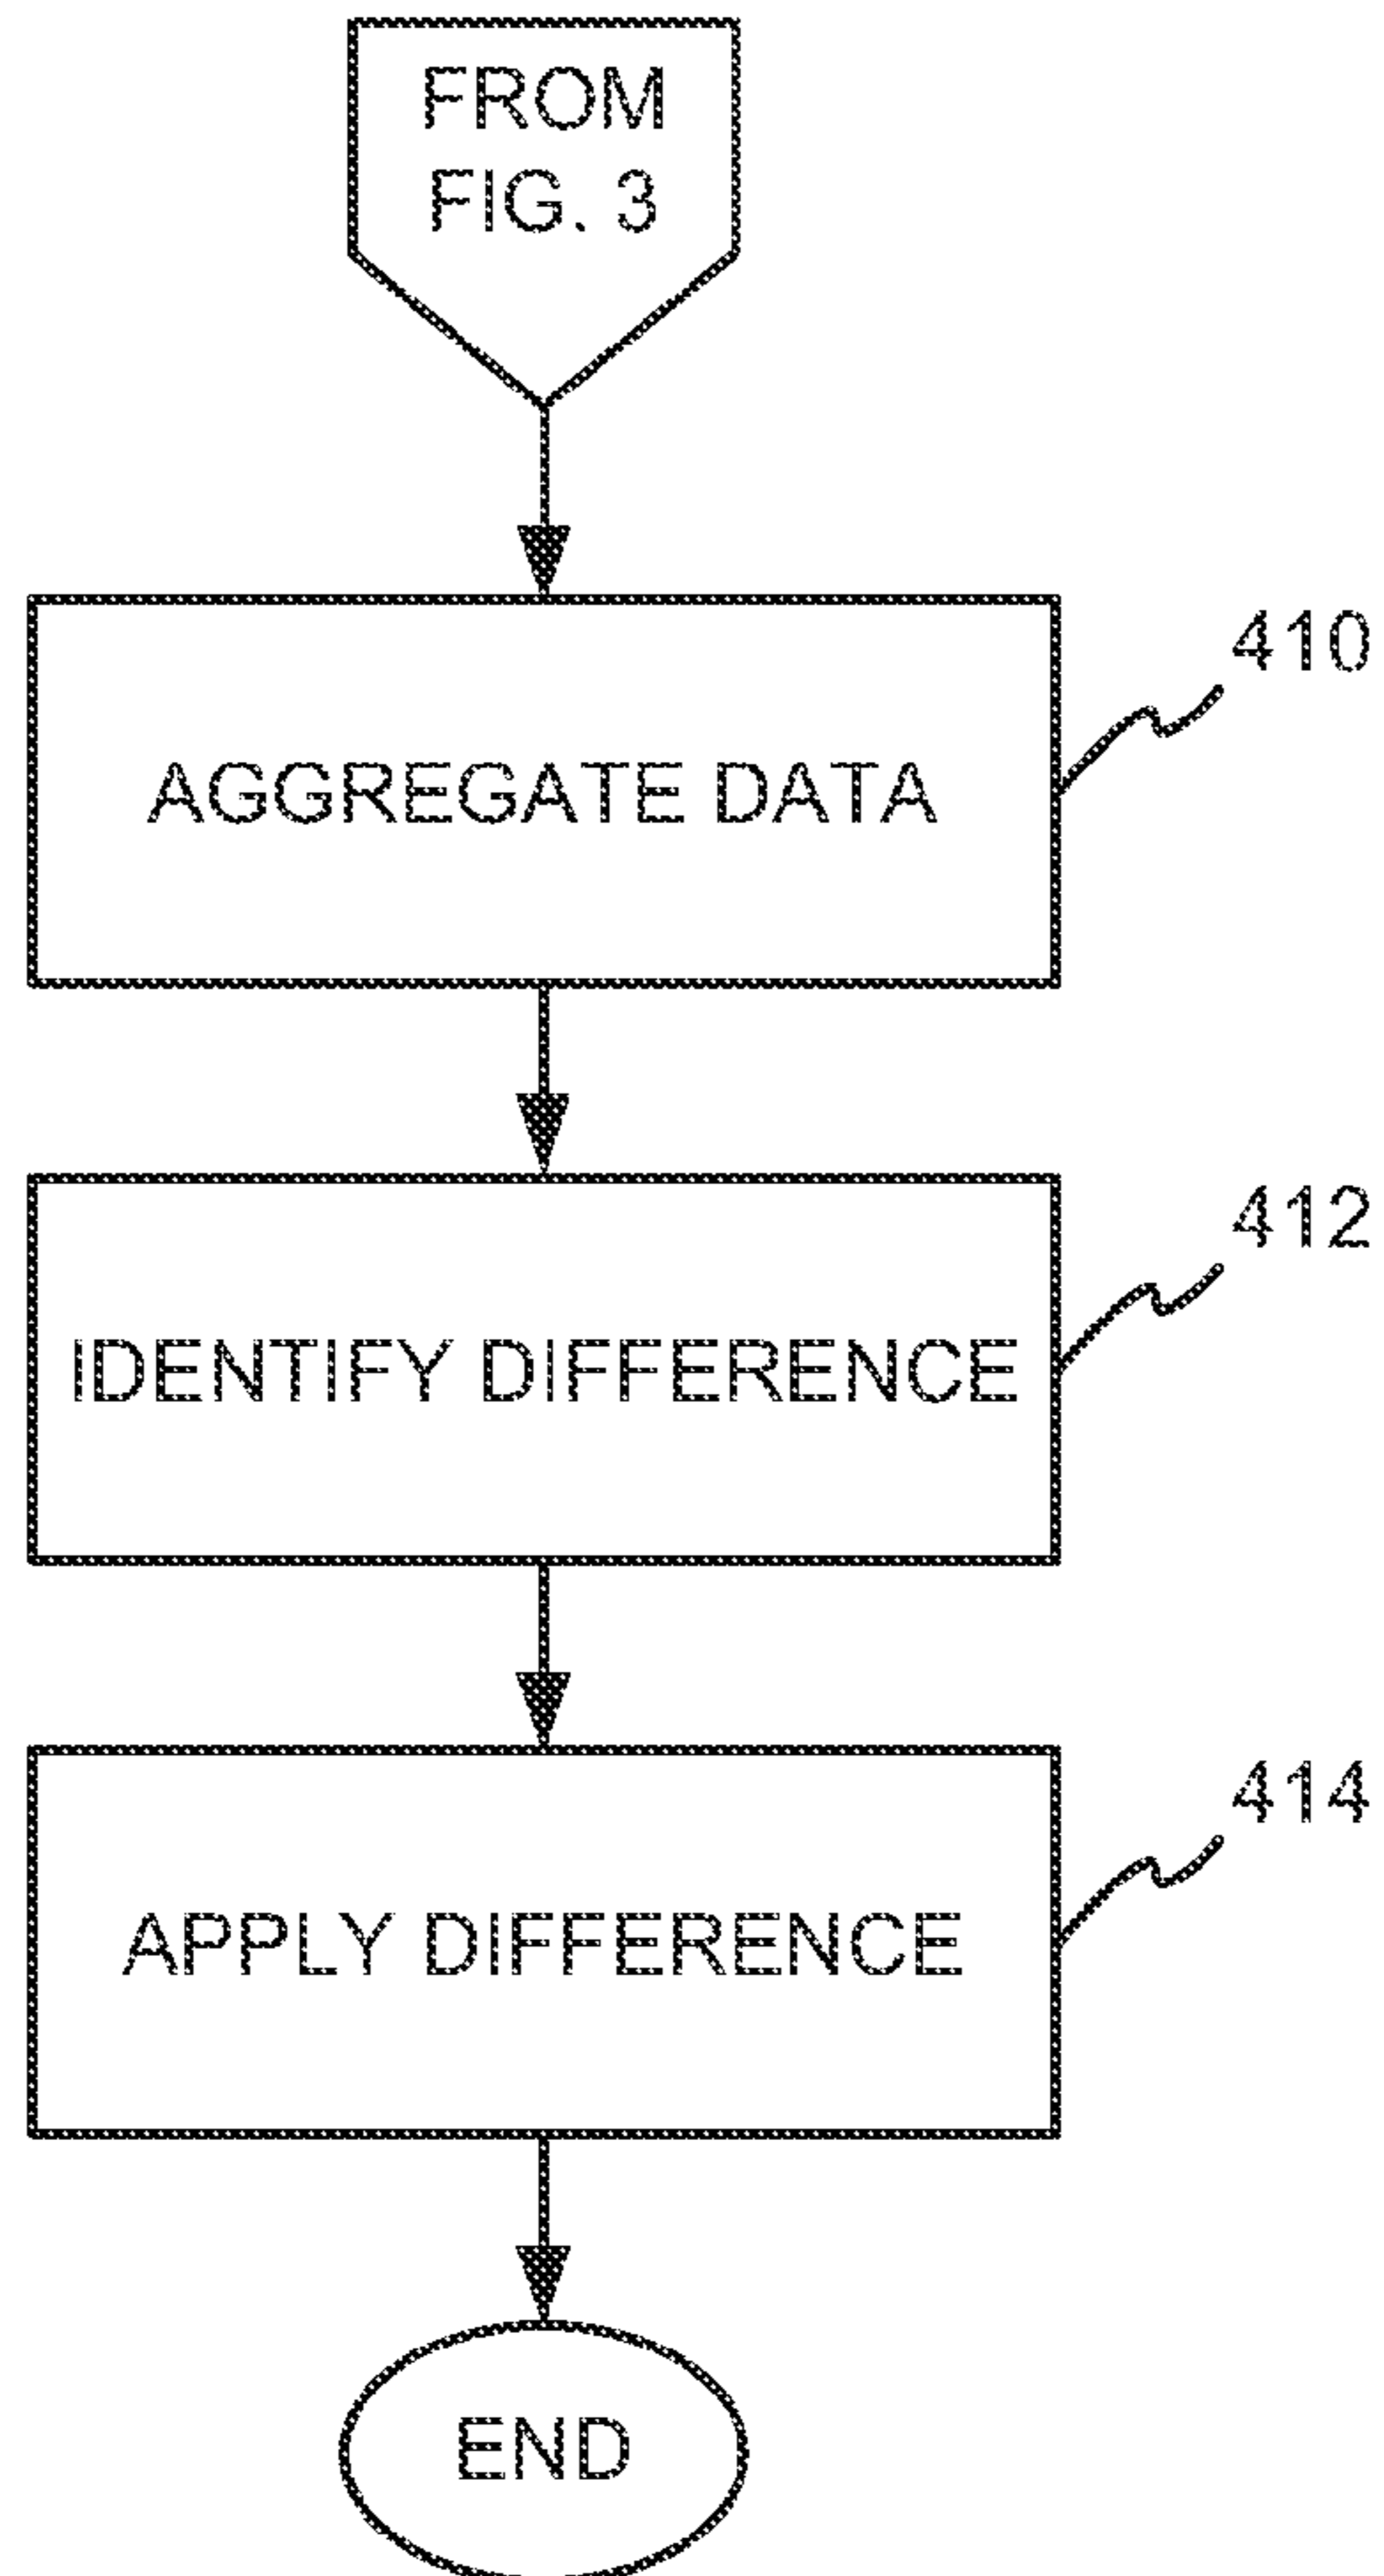 FROM
FIG. 3
410
AGGREGATE DATA
412
IDENTIFY DIFFERENCE
414
APPLY DIFFERENCE
END